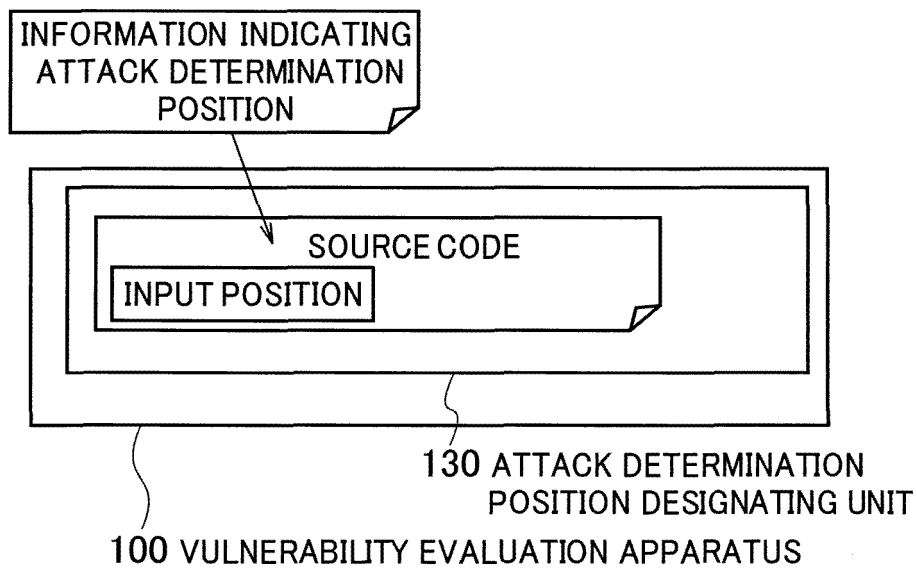 INFORMATION INDICATING
ATTACK DETERMINATION
POSITION
SOURCE CODE
INPUT POSITION
130 ATTACK DETERMINATION
POSITION DESIGNATING UNIT
100 VULNERABILITY EVALUATION APPARATUS